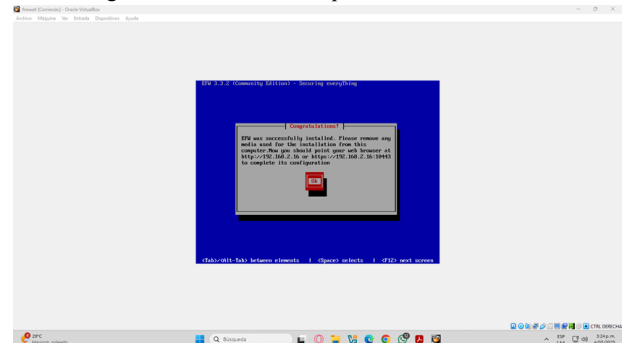 firewall [Corriendo] - Oracle VirtualBox
Archivo Máquina Ver Entrada Dispositivos Ayuda
EFW 3.3.2 (Community Edition) - Securing everyThing
Congratulations!
EFW was successfully installed. Please remove any
media used for the installation from this
computer.Now you should point your web browser at
http://192.168.2.16 or https://192.168.2.16:10443
to complete its configuration
Ok
<Tab>/<Alt-Tab> between elements | <Space> selects | <F12> next screen
CTRL DERECHA
29°C
Búsqueda
ESP
3:24 p.m.